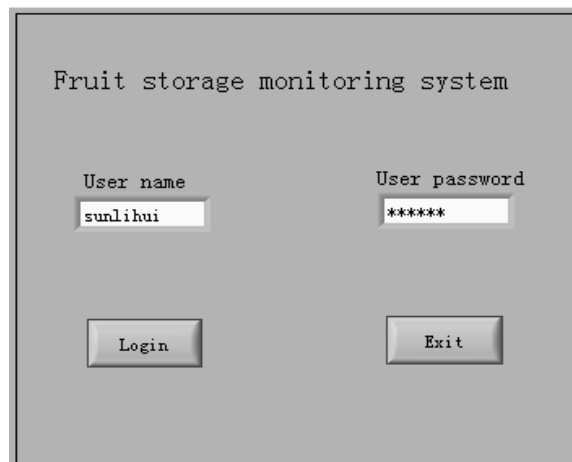 Fruit storage monitoring system
User name
User password
sunlihui
******
Login
Exit